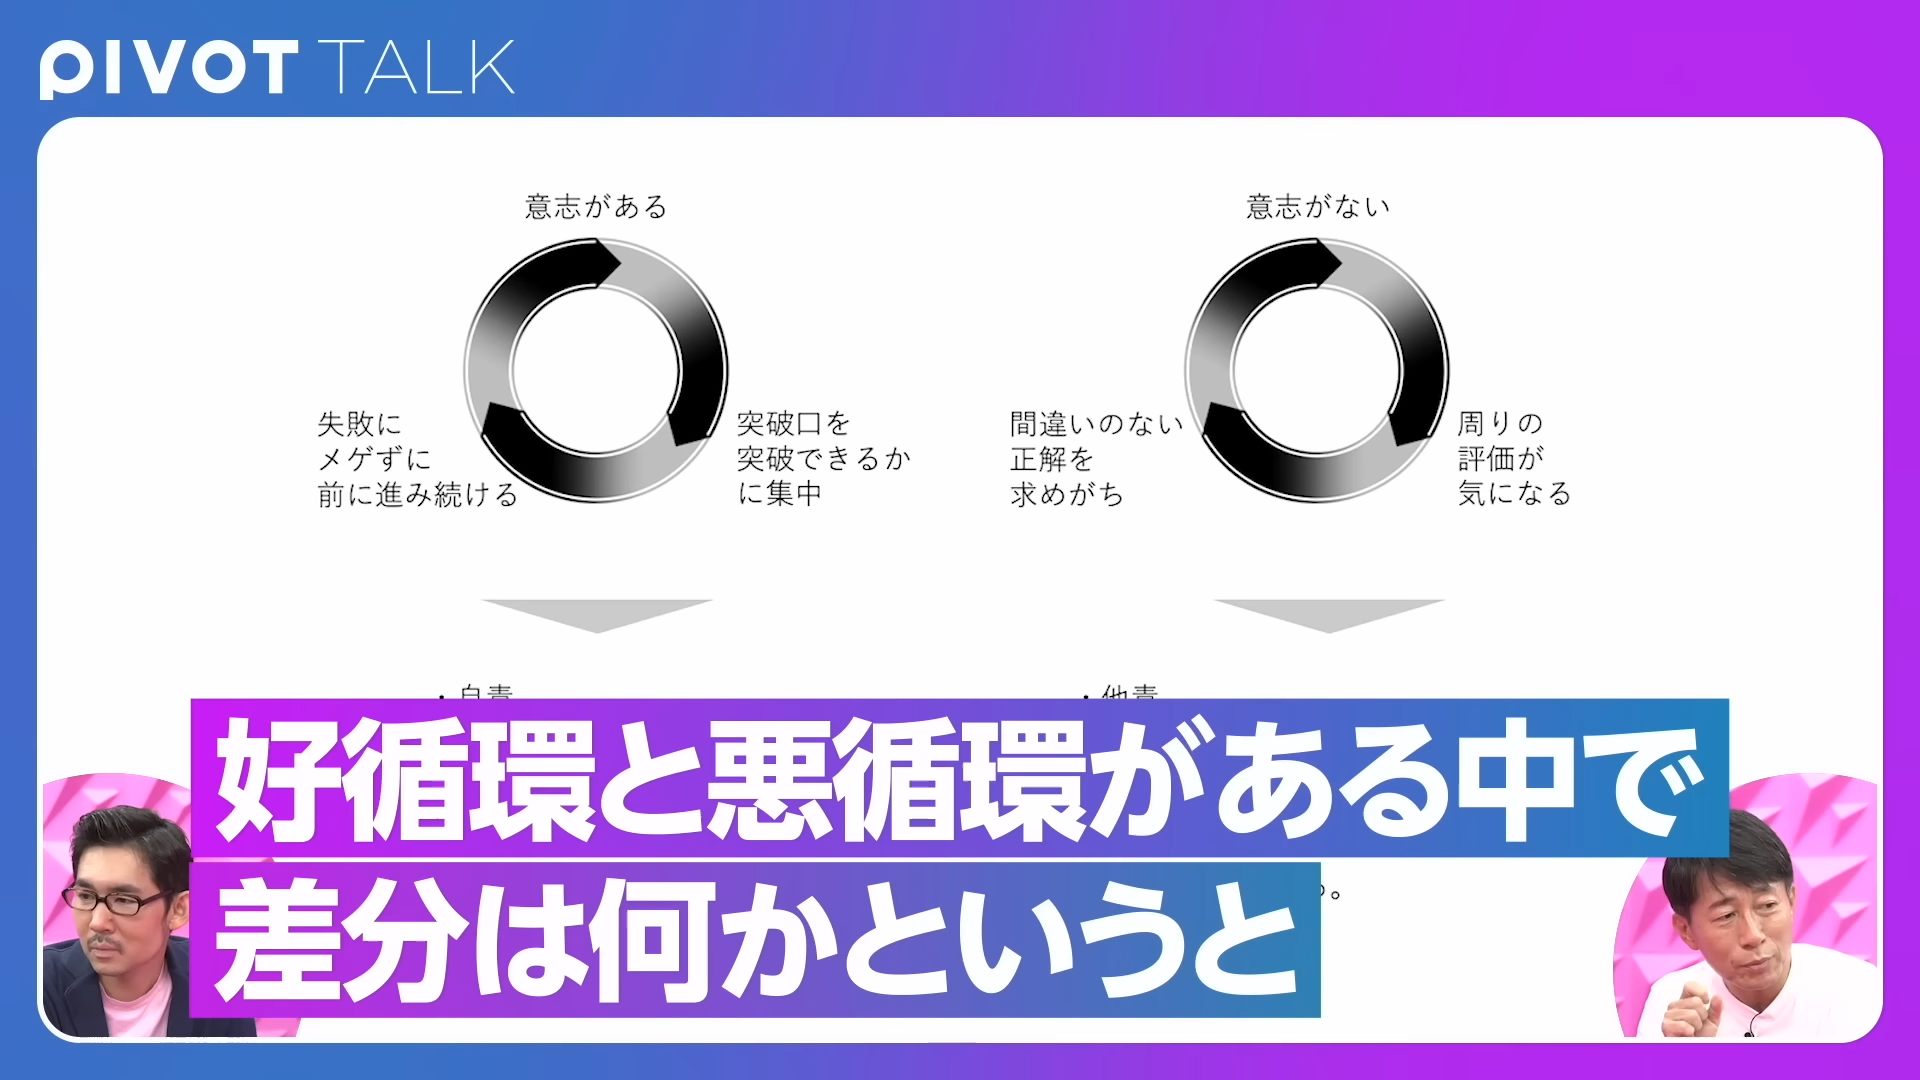 PIVOT TALK
意志がある
意志がない
失敗に
メゲずに
前に進み続ける
突破口を
突破できるか
に集中
間違いのない
正解を
求めがち
周りの
評価が
気になる
・自責
・他責
好循環と悪循環がある中で
差分は何かというと